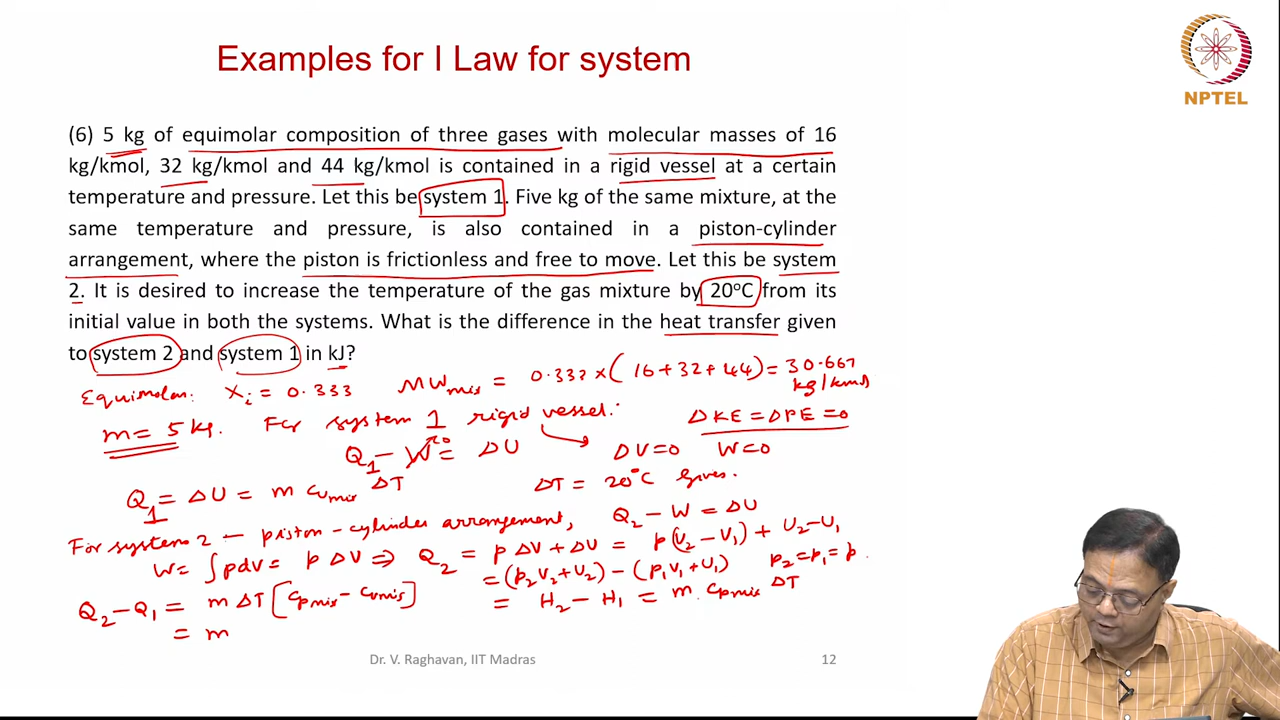 Examples for I Law for system
NPTEL
(6) 5 kg of equimolar composition of three gases with molecular masses of 16
kg/kmol, 32 kg/kmol and 44 kg/kmol is contained in a rigid vessel at a certain
temperature and pressure. Let this be system 1. Five kg of the same mixture, at the
same temperature and pressure, is also contained in a piston-cylinder
arrangement, where the piston is frictionless and free to move. Let this be system
2. It is desired to increase the temperature of the gas mixture by 20°C from its
initial value in both the systems. What is the difference in the heat transfer given
to system 2 and system 1 in kJ?
Equimolar: Xi = 0.333 MWmix = 0.333 × (16+32+44) = 30.667 kg/kmol
m = 5 kg. For system 1 rigid vessel: ΔKE = ΔPE = 0
Q1 − W→0 = ΔU ΔV=0 W=0
Q1 = ΔU = m cvmix ΔT ΔT = 20°C given.
For system 2 − piston-cylinder arrangement, Q2 − W = ΔU
W = ∫pdV = p ΔV ⇒ Q2 = p ΔV + ΔU = p(V2 − V1) + U2 − U1
= (p2V2 + U2) − (p1V1 + U1) p2 = p1 = p
Q2 − Q1 = m ΔT [cpmix − cvmix] = H2 − H1 = m cpmix ΔT
= m
Dr. V. Raghavan, IIT Madras
12